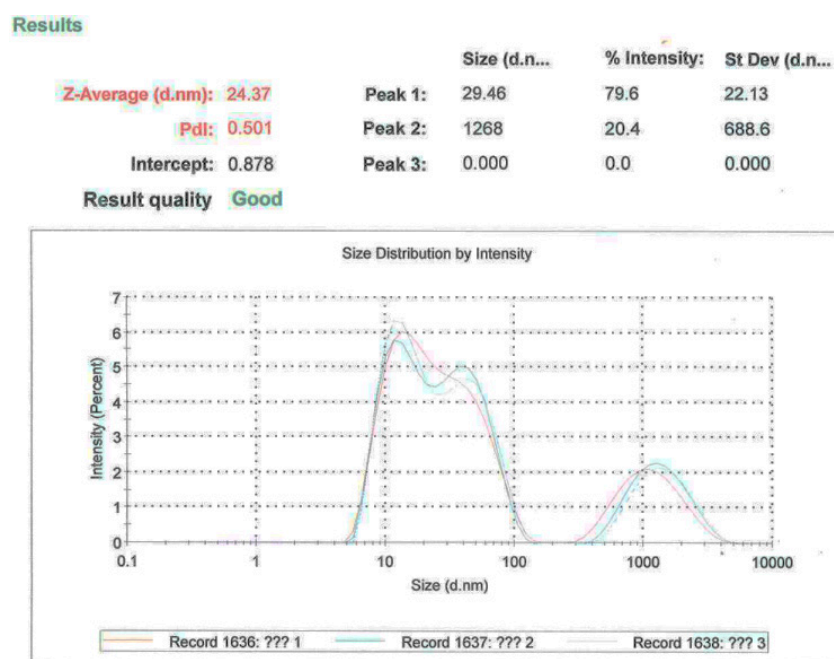 Results
Size (d.n... % Intensity: St Dev (d.n...
Z-Average (d.nm): 24.37 Peak 1: 29.46 79.6 22.13
PdI: 0.501 Peak 2: 1268 20.4 688.6
Intercept: 0.878 Peak 3: 0.000 0.0 0.000
Result quality Good
Size Distribution by Intensity
7
6
5
4
3
2
1
0
Intensity (Percent)
0.1 1 10 100 1000 10000
Size (d.nm)
Record 1636: ??? 1 Record 1637: ??? 2 Record 1638: ??? 3